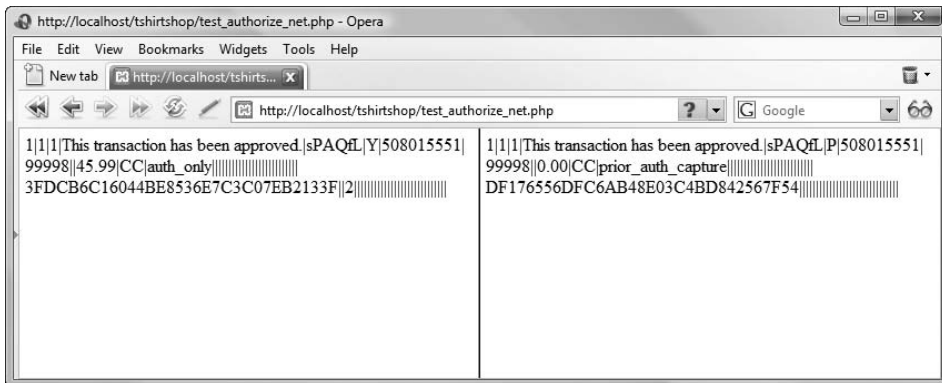 http://localhost/tshirtshop/test_authorize_net.php - Opera
File Edit View Bookmarks Widgets Tools Help
New tab http://localhost/tshirts...
http://localhost/tshirtshop/test_authorize_net.php ? G Google
1|1|1|This transaction has been approved.|sPAQfL|Y|508015551|
99998||45.99|CC|auth_only||||||||||||||||||||||||||
3FDCB6C16044BE8536E7C3C07EB2133F||2|||||||||||||||||||||||||||
1|1|1|This transaction has been approved.|sPAQfL|P|508015551|
99998||0.00|CC|prior_auth_capture||||||||||||||||||||||||||
DF176556DFC6AB48E03C4BD842567F54|||||||||||||||||||||||||||||